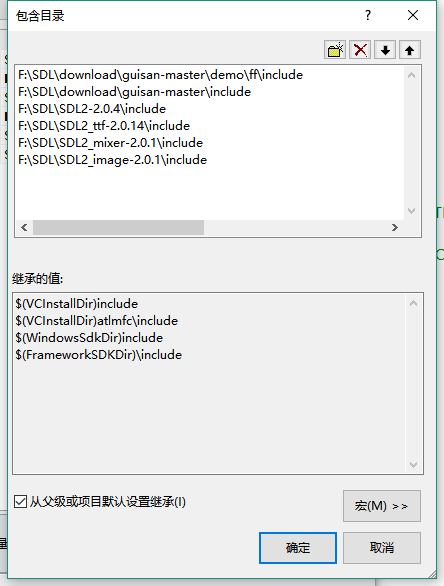 包含目录
F:\SDL\download\guisan-master\demo\ff\include
F:\SDL\download\guisan-master\include
F:\SDL\SDL2-2.0.4\include
F:\SDL\SDL2_ttf-2.0.14\include
F:\SDL\SDL2_mixer-2.0.1\include
F:\SDL\SDL2_image-2.0.1\include
继承的值:
$(VCInstallDir)include
$(VCInstallDir)atlmfc\include
$(WindowsSdkDir)include
$(FrameworkSDKDir)\include
从父级或项目默认设置继承(I)
宏(M) >>
确定
取消